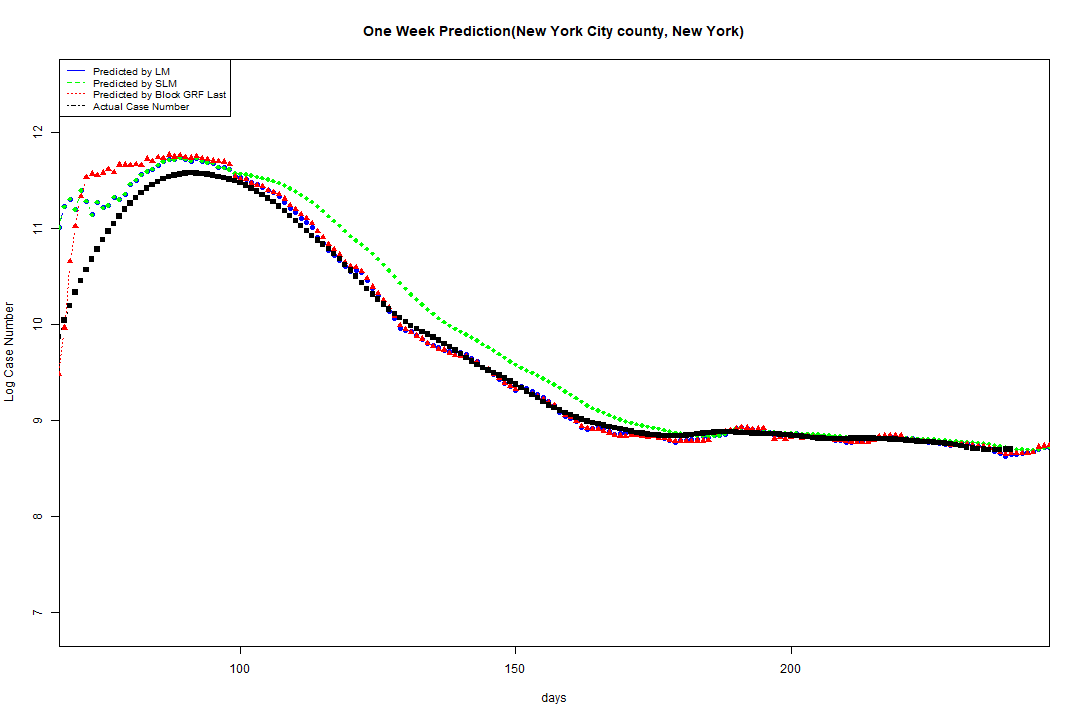 One Week Prediction(New York City county, New York)
Predicted by LM
Predicted by SLM
Predicted by Block GRF Last
Actual Case Number
12
11
10
9
8
7
Log Case Number
100 150 200
days